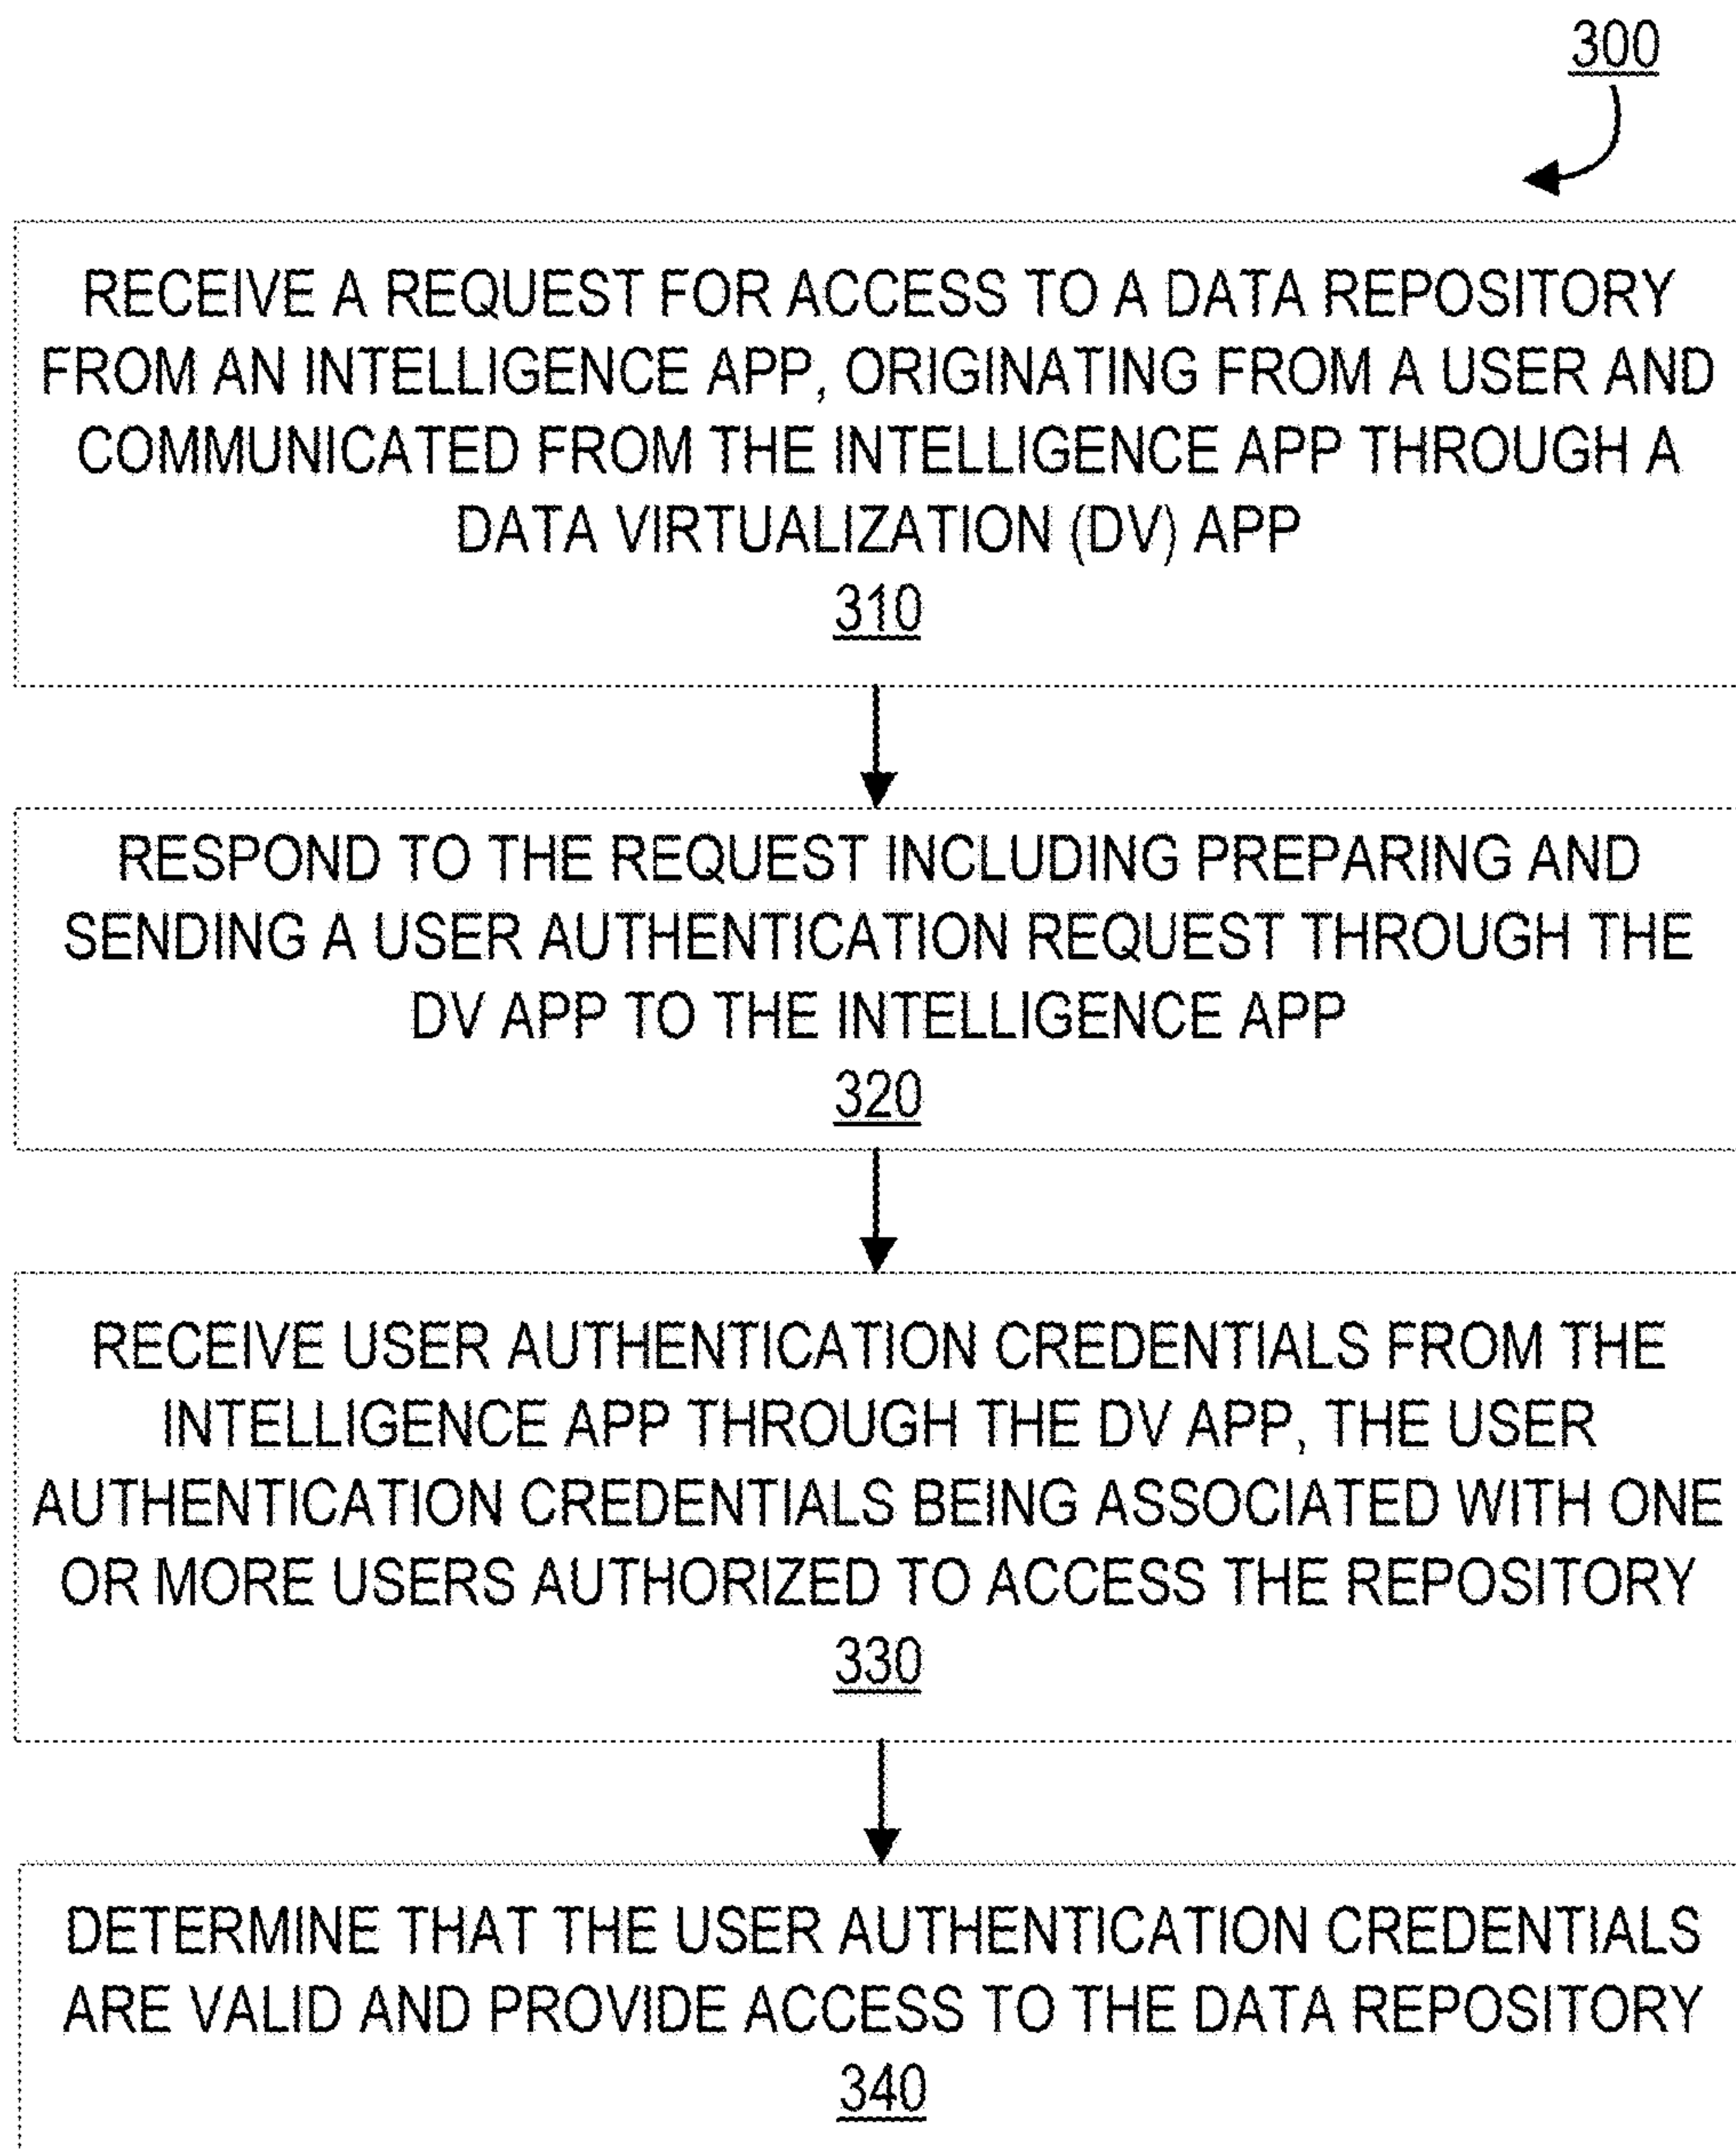 300
RECEIVE A REQUEST FOR ACCESS TO A DATA REPOSITORY
FROM AN INTELLIGENCE APP, ORIGINATING FROM A USER AND
COMMUNICATED FROM THE INTELLIGENCE APP THROUGH A
DATA VIRTUALIZATION (DV) APP
310
RESPOND TO THE REQUEST INCLUDING PREPARING AND
SENDING A USER AUTHENTICATION REQUEST THROUGH THE
DV APP TO THE INTELLIGENCE APP
320
RECEIVE USER AUTHENTICATION CREDENTIALS FROM THE
INTELLIGENCE APP THROUGH THE DV APP, THE USER
AUTHENTICATION CREDENTIALS BEING ASSOCIATED WITH ONE
OR MORE USERS AUTHORIZED TO ACCESS THE REPOSITORY
330
DETERMINE THAT THE USER AUTHENTICATION CREDENTIALS
ARE VALID AND PROVIDE ACCESS TO THE DATA REPOSITORY
340